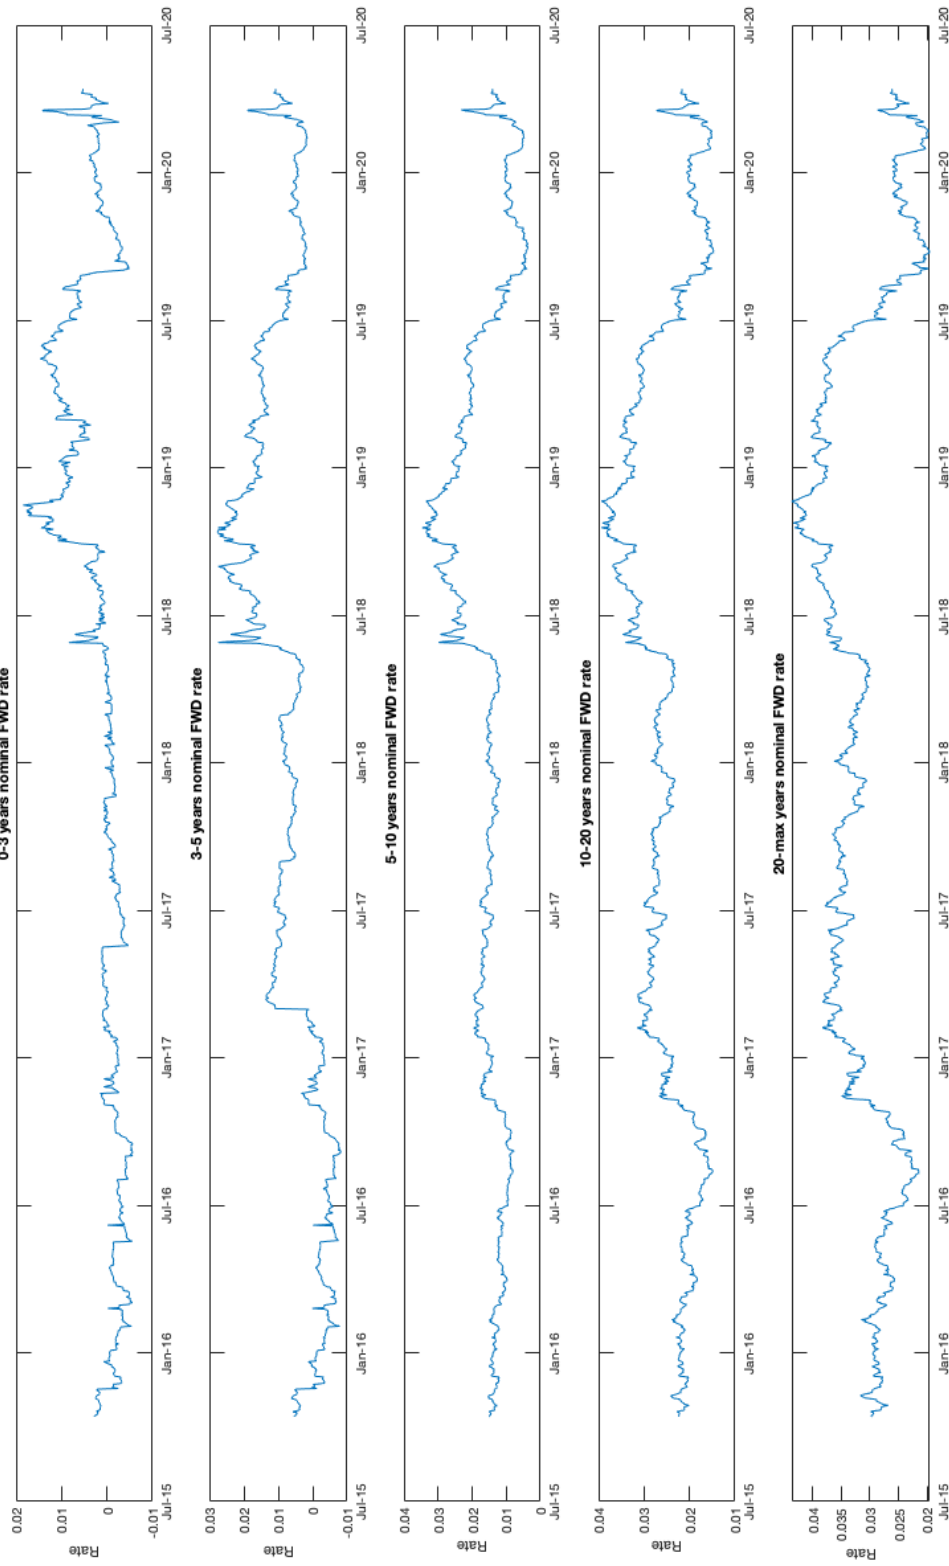 0-3 years nominal FWD rate
0.02
0.01
0
-0.01
Rate
Jul-15 Jan-16 Jul-16 Jan-17 Jul-17 Jan-18 Jul-18 Jan-19 Jul-19 Jan-20 Jul-20
3-5 years nominal FWD rate
0.03
0.02
0.01
0
-0.01
Rate
Jul-15 Jan-16 Jul-16 Jan-17 Jul-17 Jan-18 Jul-18 Jan-19 Jul-19 Jan-20 Jul-20
5-10 years nominal FWD rate
0.04
0.03
0.02
0.01
0
Rate
Jul-15 Jan-16 Jul-16 Jan-17 Jul-17 Jan-18 Jul-18 Jan-19 Jul-19 Jan-20 Jul-20
10-20 years nominal FWD rate
0.04
0.03
0.02
0.01
Rate
Jul-15 Jan-16 Jul-16 Jan-17 Jul-17 Jan-18 Jul-18 Jan-19 Jul-19 Jan-20 Jul-20
20-max years nominal FWD rate
0.04
0.035
0.03
0.025
0.02
Rate
Jul-15 Jan-16 Jul-16 Jan-17 Jul-17 Jan-18 Jul-18 Jan-19 Jul-19 Jan-20 Jul-20